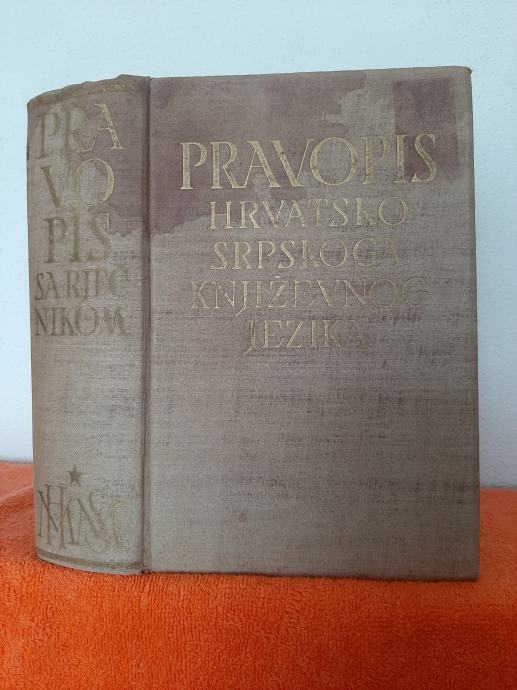 PRA
VO
PIS
SA RJEČ
NIKOM
PRAVOPIS
HRVATSKO
SRPSKOGA
KNJIŽEVNOG
JEZIKA